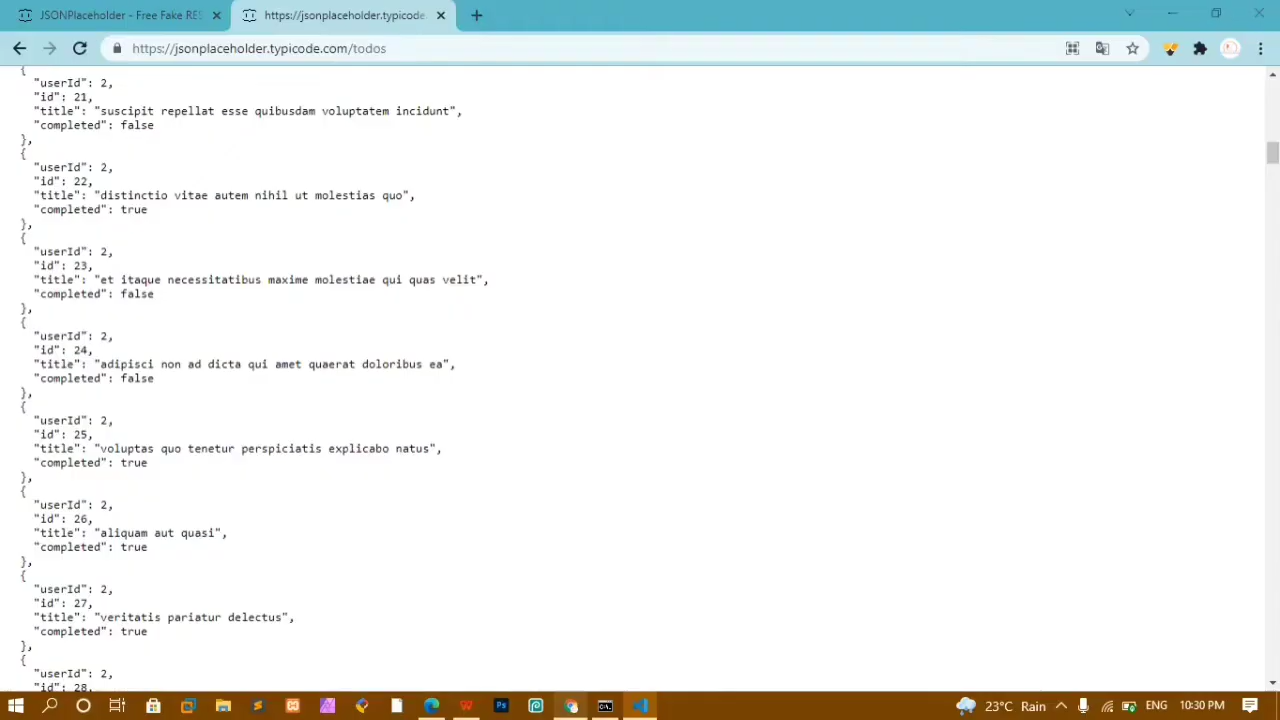 JSONPlaceholder - Free Fake RES
https://jsonplaceholder.typicode.
https://jsonplaceholder.typicode.com/todos
{
"userId": 2,
"id": 21,
"title": "suscipit repellat esse quibusdam voluptatem incidunt",
"completed": false
},
{
"userId": 2,
"id": 22,
"title": "distinctio vitae autem nihil ut molestias quo",
"completed": true
},
{
"userId": 2,
"id": 23,
"title": "et itaque necessitatibus maxime molestiae qui quas velit",
"completed": false
},
{
"userId": 2,
"id": 24,
"title": "adipisci non ad dicta qui amet quaerat doloribus ea",
"completed": false
},
{
"userId": 2,
"id": 25,
"title": "voluptas quo tenetur perspiciatis explicabo natus",
"completed": true
},
{
"userId": 2,
"id": 26,
"title": "aliquam aut quasi",
"completed": true
},
{
"userId": 2,
"id": 27,
"title": "veritatis pariatur delectus",
"completed": true
},
{
"userId": 2,
"id": 28,
Ps
23°C Rain
ENG
10:30 PM